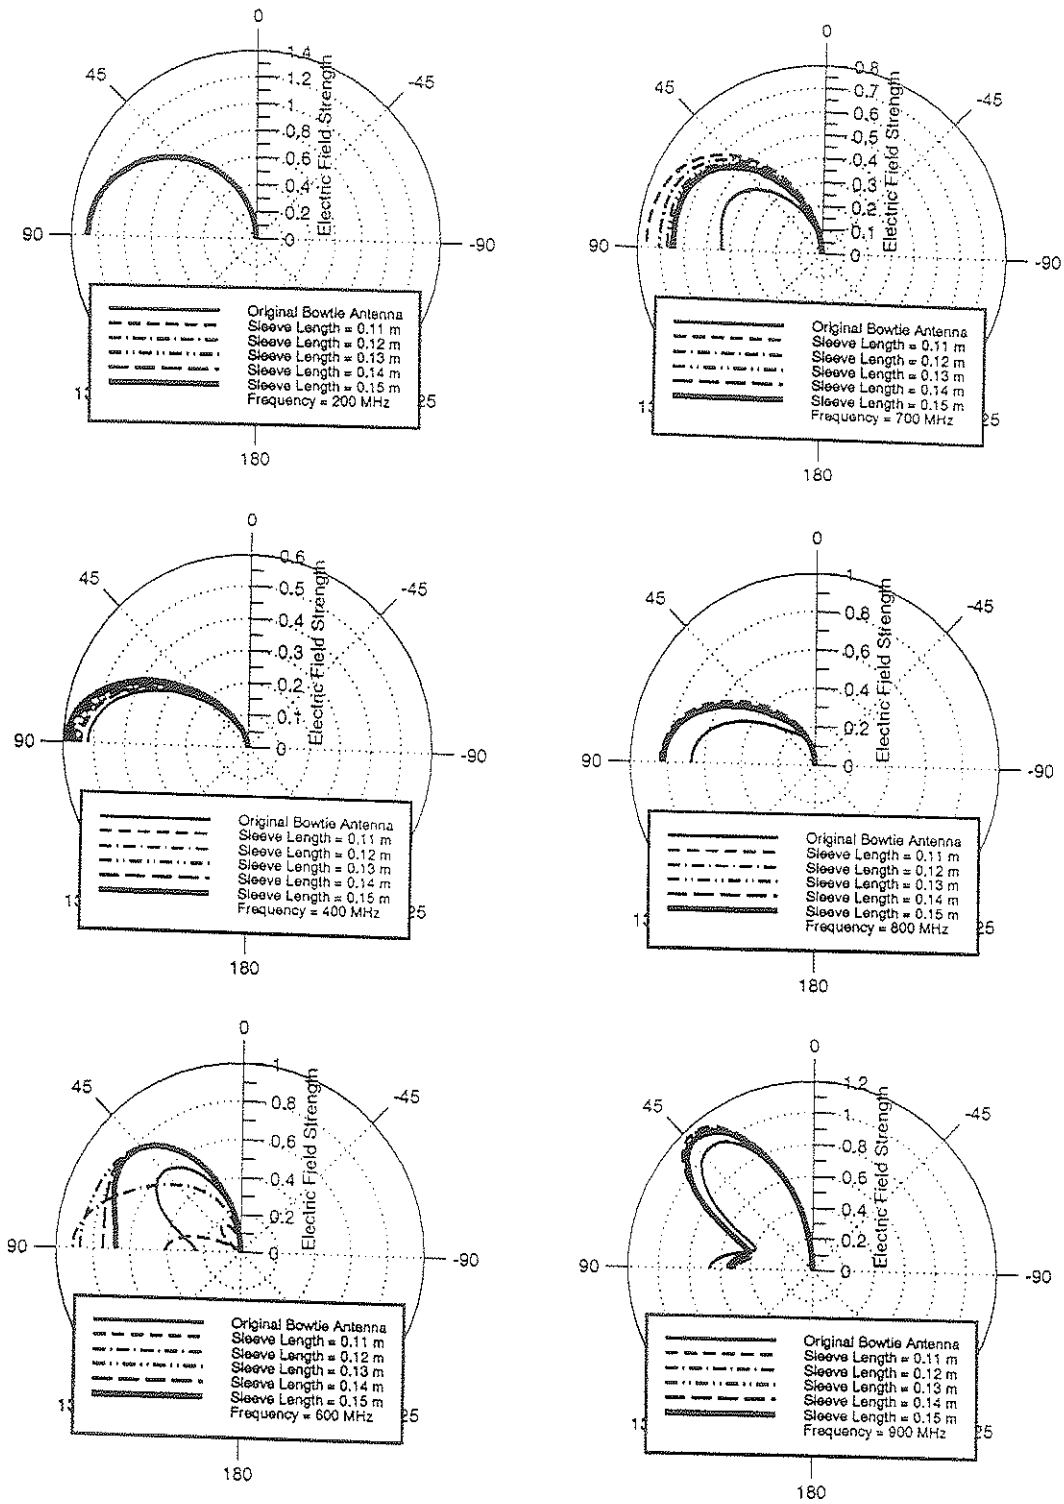 0
45
-45
1.4
1.2
1.0
0.8
0.6
0.4
0.2
0
Electric Field Strength
90
-90
Original Bowtie Antenna
Sleeve Length = 0.11 m
Sleeve Length = 0.12 m
Sleeve Length = 0.13 m
Sleeve Length = 0.14 m
Sleeve Length = 0.15 m
Frequency = 200 MHz
25
180
0
45
-45
0.8
0.7
0.6
0.5
0.4
0.3
0.2
0.1
0
Electric Field Strength
90
-90
Original Bowtie Antenna
Sleeve Length = 0.11 m
Sleeve Length = 0.12 m
Sleeve Length = 0.13 m
Sleeve Length = 0.14 m
Sleeve Length = 0.15 m
Frequency = 700 MHz
25
180
0
45
-45
0.6
0.5
0.4
0.3
0.2
0.1
0
Electric Field Strength
90
-90
Original Bowtie Antenna
Sleeve Length = 0.11 m
Sleeve Length = 0.12 m
Sleeve Length = 0.13 m
Sleeve Length = 0.14 m
Sleeve Length = 0.15 m
Frequency = 400 MHz
25
180
0
45
-45
1
0.8
0.6
0.4
0.2
0
Electric Field Strength
90
-90
Original Bowtie Antenna
Sleeve Length = 0.11 m
Sleeve Length = 0.12 m
Sleeve Length = 0.13 m
Sleeve Length = 0.14 m
Sleeve Length = 0.15 m
Frequency = 800 MHz
25
180
0
45
-45
1
0.8
0.6
0.4
0.2
0
Electric Field Strength
90
-90
Original Bowtie Antenna
Sleeve Length = 0.11 m
Sleeve Length = 0.12 m
Sleeve Length = 0.13 m
Sleeve Length = 0.14 m
Sleeve Length = 0.15 m
Frequency = 600 MHz
25
180
0
45
-45
1.2
1.0
0.8
0.6
0.4
0.2
0
Electric Field Strength
90
-90
Original Bowtie Antenna
Sleeve Length = 0.11 m
Sleeve Length = 0.12 m
Sleeve Length = 0.13 m
Sleeve Length = 0.14 m
Sleeve Length = 0.15 m
Frequency = 900 MHz
25
180